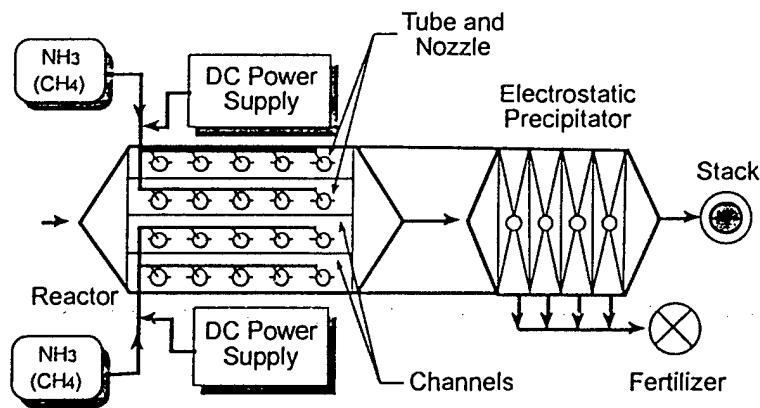 Tube and
Nozzle
NH3
(CH4)
DC Power
Supply
Electrostatic
Precipitator
Stack
Reactor
NH3
(CH4)
DC Power
Supply
Channels
Fertilizer